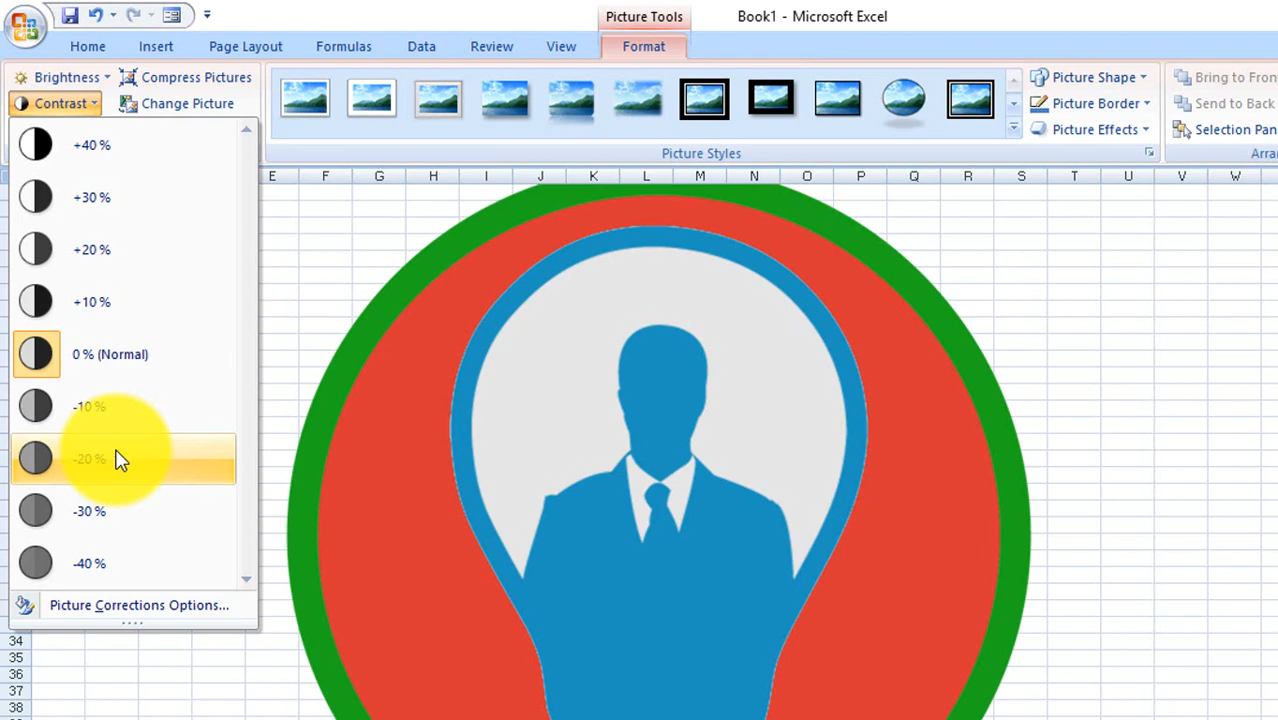 Picture Tools
Book1 - Microsoft Excel
Home Insert Page Layout Formulas Data Review View Format
Brightness Compress Pictures Picture Shape Bring to Fron
Contrast Change Picture Picture Border Send to Back
Picture Effects Selection Pan
Picture Styles Arra
E F G H I J K L M N O P Q R S T U V W
+40 %
+30 %
+20 %
+10 %
0 % (Normal)
-10 %
-20 %
-30 %
-40 %
Picture Corrections Options...
34
35
36
37
38